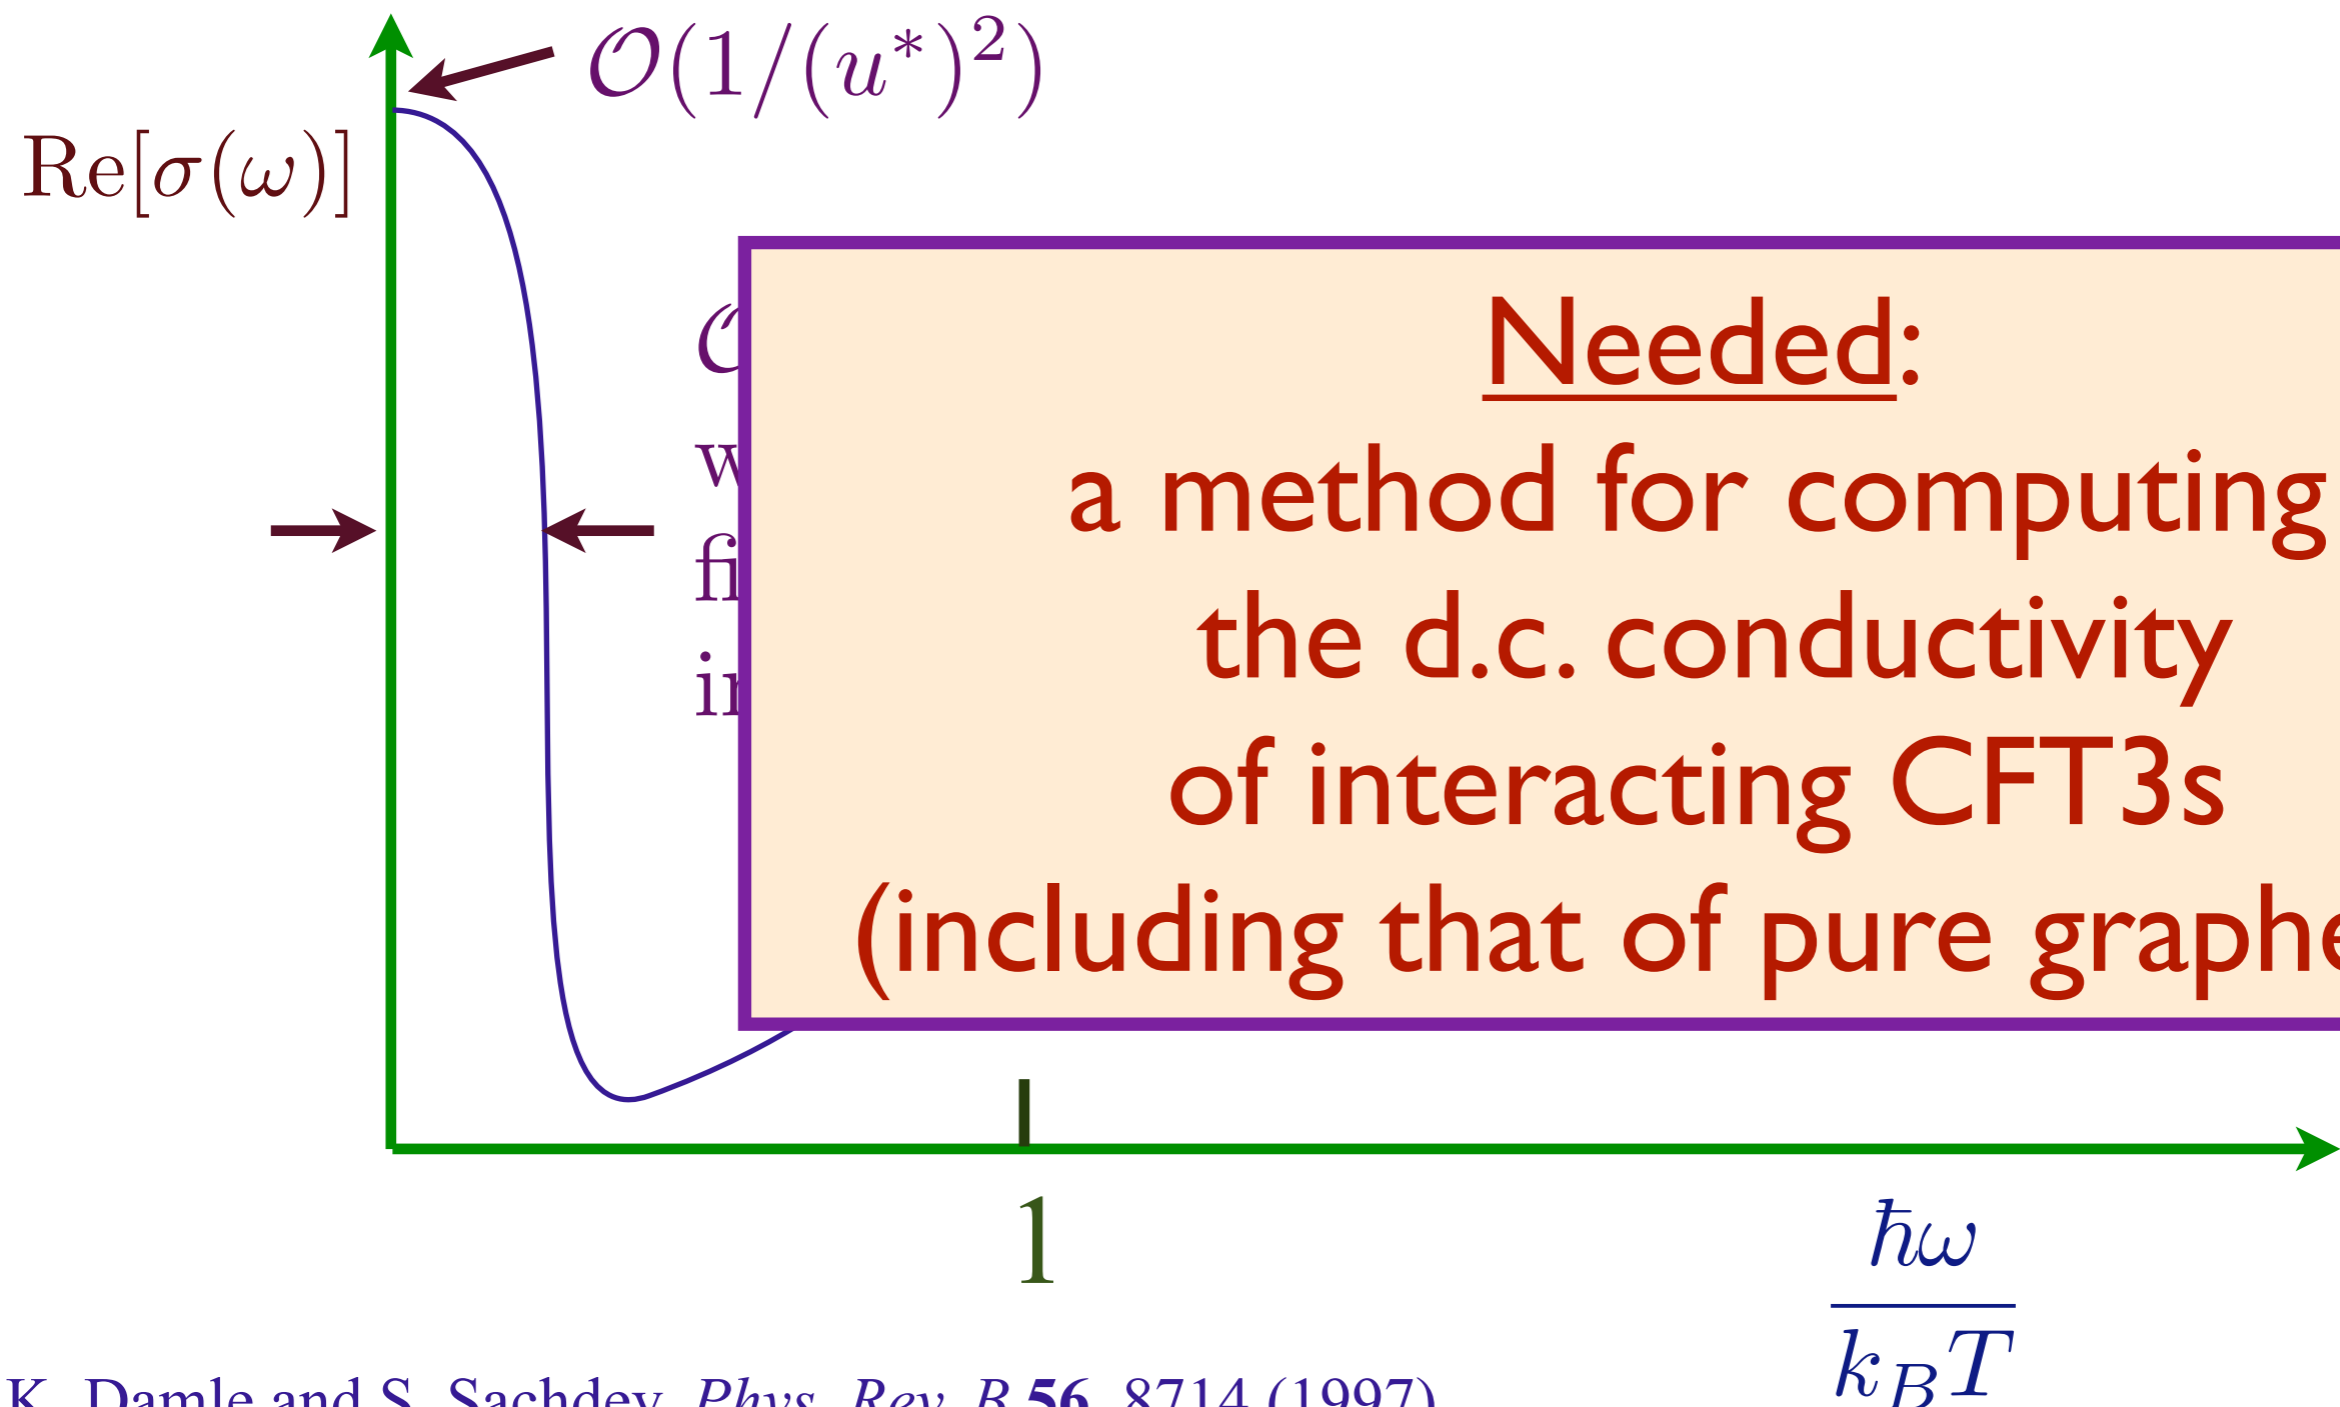 𝒪(1/(u*)²)
Re[σ(ω)]
Needed:
a method for computing
the d.c. conductivity
of interacting CFT3s
(including that of pure
1
ħω
k_B T
K. Damle and S. Sachdev, Phys. Rev. B 56, 8714 (1997)